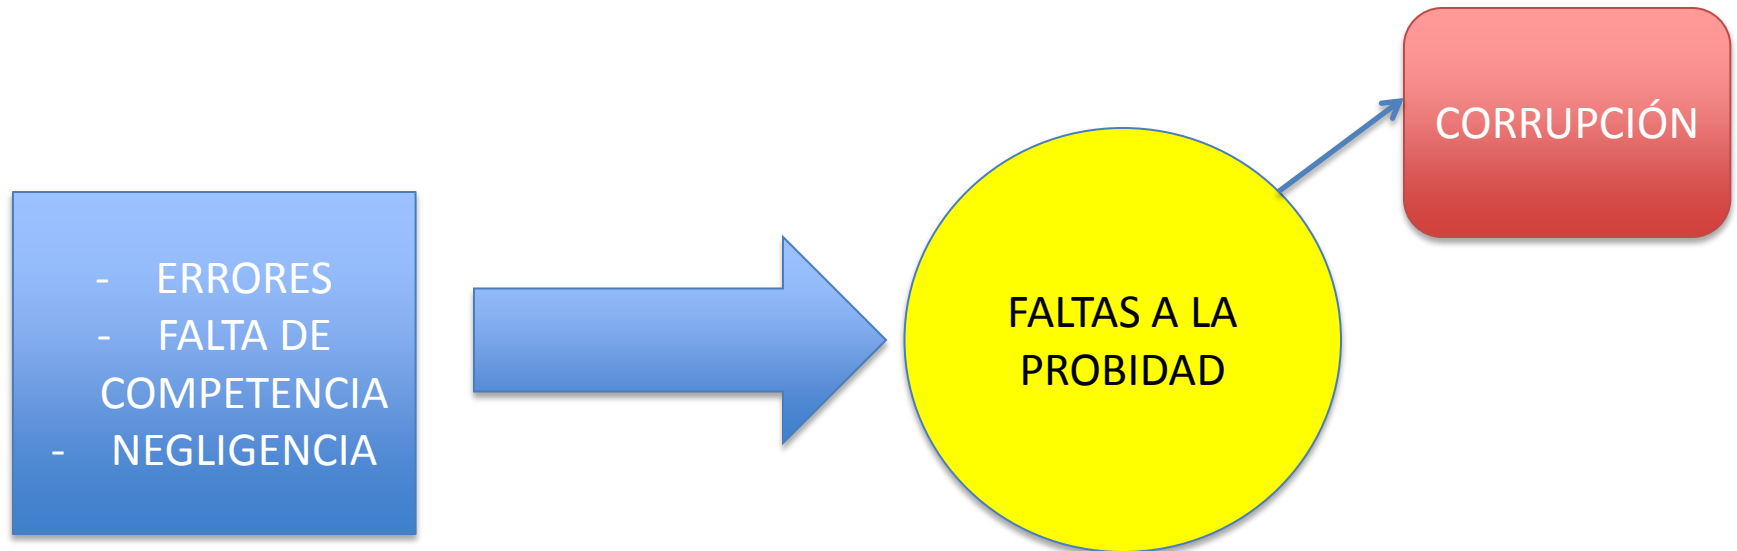 - ERRORES
- FALTA DE
COMPETENCIA
- NEGLIGENCIA
FALTAS A LA
PROBIDAD
CORRUPCIÓN